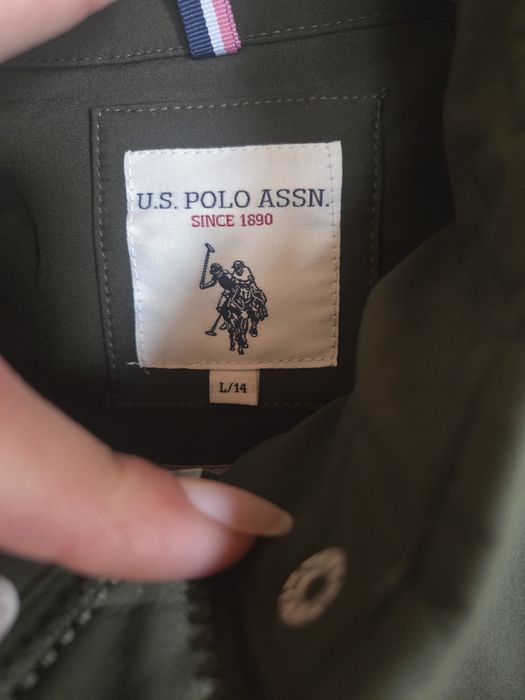 U.S. POLO ASSN.
SINCE 1890
L/14